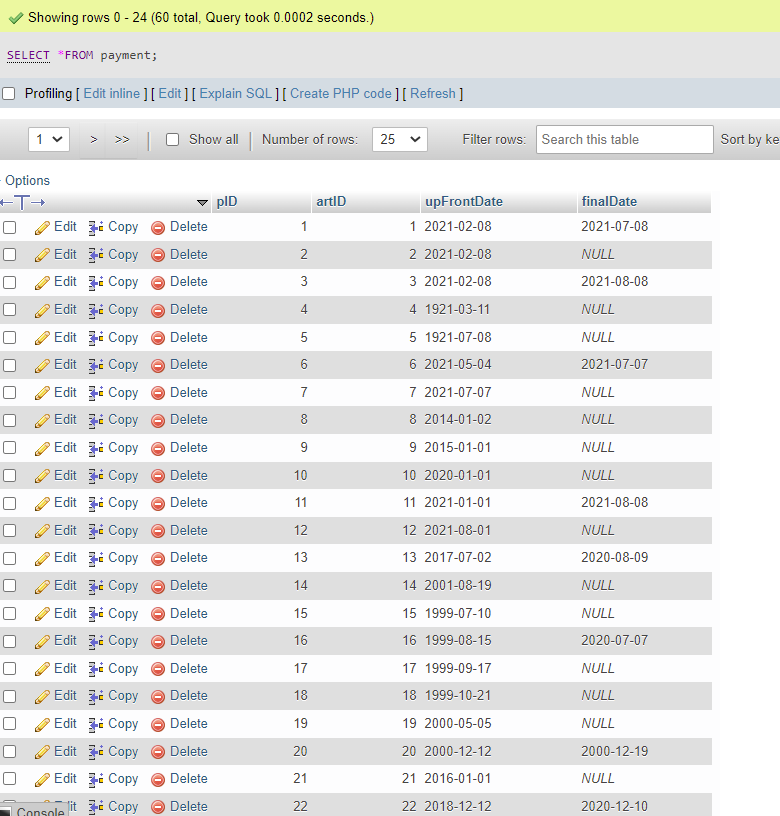 Showing rows 0 - 24 (60 total, Query took 0.0002 seconds.)
SELECT *FROM payment;
Profiling [ Edit inline ] [ Edit ] [ Explain SQL ] [ Create PHP code ] [ Refresh ]
1 > >> Show all Number of rows: 25 Filter rows: Search this table Sort by ke
Options
pID artID upFrontDate finalDate
Edit Copy Delete 1 1 2021-02-08 2021-07-08
Edit Copy Delete 2 2 2021-02-08 NULL
Edit Copy Delete 3 3 2021-02-08 2021-08-08
Edit Copy Delete 4 4 1921-03-11 NULL
Edit Copy Delete 5 5 1921-07-08 NULL
Edit Copy Delete 6 6 2021-05-04 2021-07-07
Edit Copy Delete 7 7 2021-07-07 NULL
Edit Copy Delete 8 8 2014-01-02 NULL
Edit Copy Delete 9 9 2015-01-01 NULL
Edit Copy Delete 10 10 2020-01-01 NULL
Edit Copy Delete 11 11 2021-01-01 2021-08-08
Edit Copy Delete 12 12 2021-08-01 NULL
Edit Copy Delete 13 13 2017-07-02 2020-08-09
Edit Copy Delete 14 14 2001-08-19 NULL
Edit Copy Delete 15 15 1999-07-10 NULL
Edit Copy Delete 16 16 1999-08-15 2020-07-07
Edit Copy Delete 17 17 1999-09-17 NULL
Edit Copy Delete 18 18 1999-10-21 NULL
Edit Copy Delete 19 19 2000-05-05 NULL
Edit Copy Delete 20 20 2000-12-12 2000-12-19
Edit Copy Delete 21 21 2016-01-01 NULL
Copy Delete 22 22 2018-12-12 2020-12-10
Console